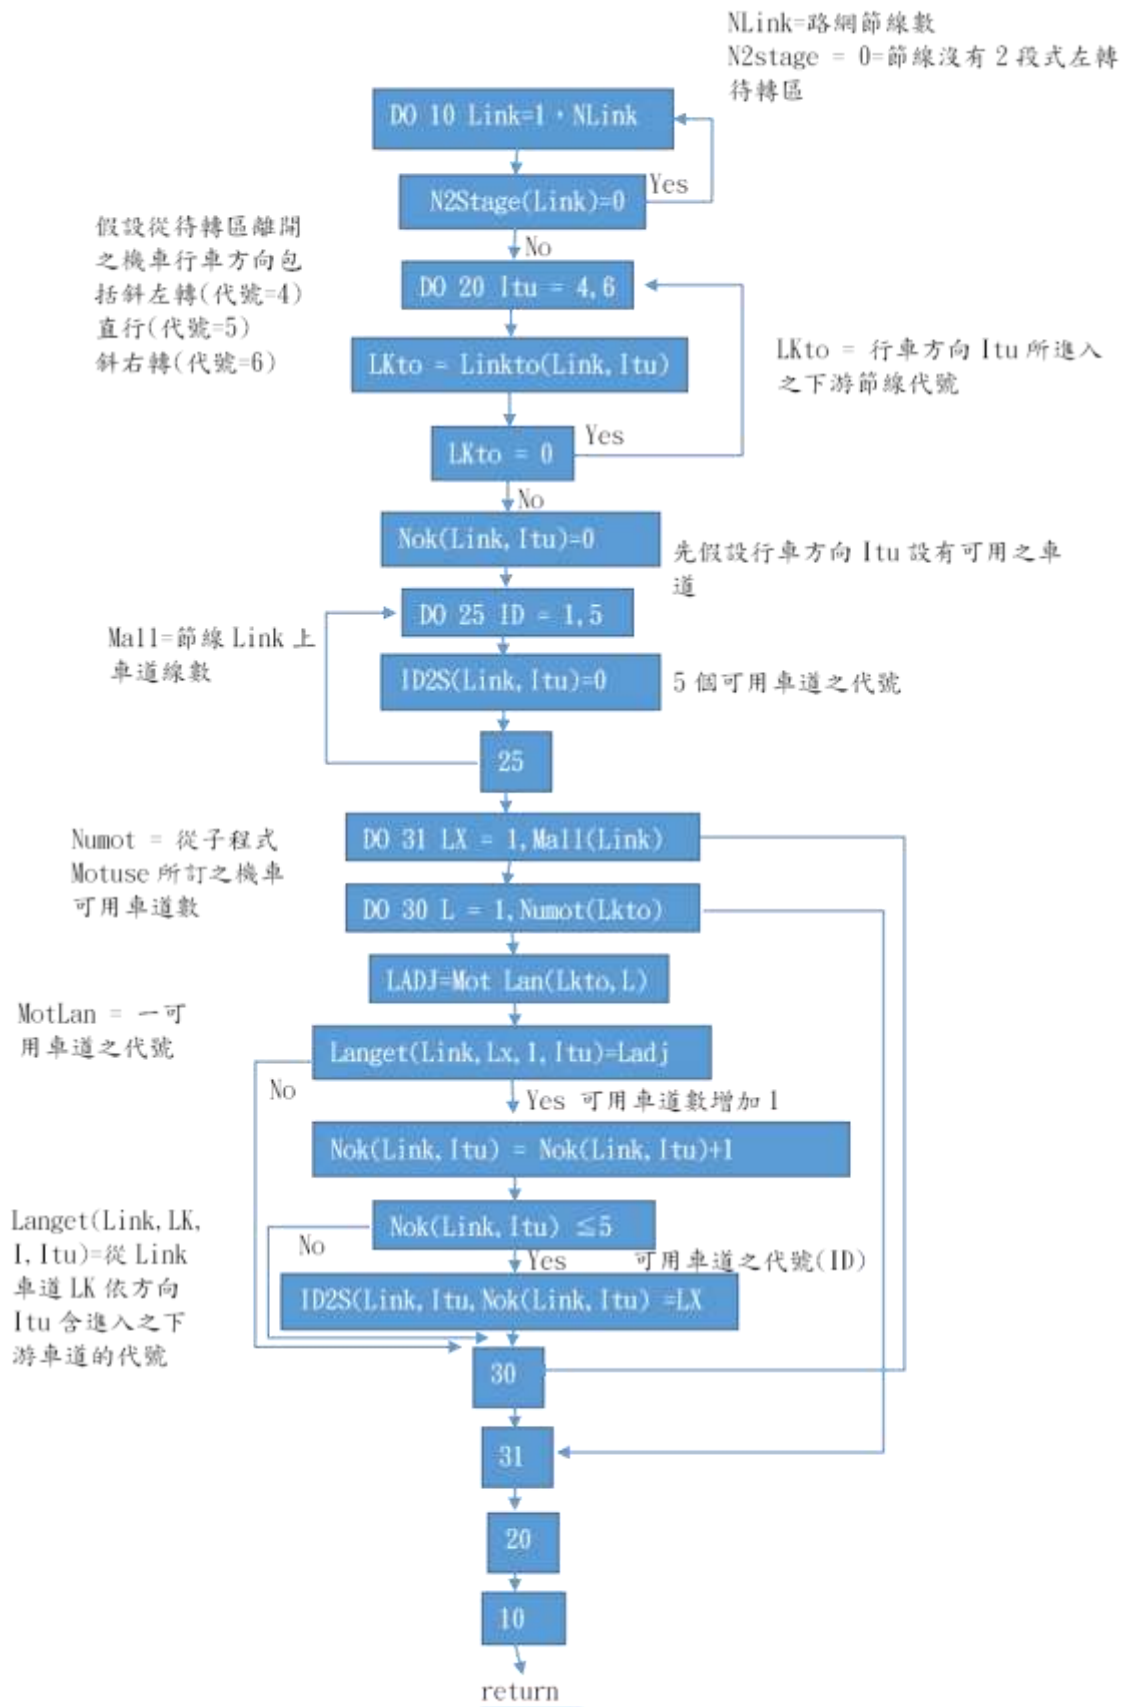 NLink=路網節線數
N2stage = 0=節線沒有 2 段式左轉
待轉區
DO 10 Link=1,NLink
N2Stage(Link)=0
Yes
No
假設從待轉區離開
之機車行車方向包
括斜左轉(代號=4)
直行(代號=5)
斜右轉(代號=6)
DO 20 Itu = 4,6
LKto = Linkto(Link,Itu)
LKto = 行車方向 Itu 所進入
之下游節線代號
LKto = 0
Yes
No
Nok(Link,Itu)=0
先假設行車方向 Itu 設有可用之車
道
DO 25 ID = 1,5
Mall=節線 Link 上
車道線數
ID2S(Link,Itu)=0
5 個可用車道之代號
25
DO 31 LX = 1,Mall(Link)
Numot = 從子程式
Motuse 所訂之機車
可用車道數
DO 30 L = 1,Numot(Lkto)
LADJ=Mot Lan(Lkto,L)
MotLan = 一可
用車道之代號
Langet(Link,Lx,1,Itu)=Ladj
No
Yes 可用車道數增加 1
Nok(Link,Itu) = Nok(Link,Itu)+1
Langet(Link,LK,
I,Itu)=從 Link
車道 LK 依方向
Itu 含進入之下
游車道的代號
Nok(Link,Itu) ≦5
No
Yes
可用車道之代號(ID)
ID2S(Link,Itu,Nok(Link,Itu) =LX
30
31
20
10
return